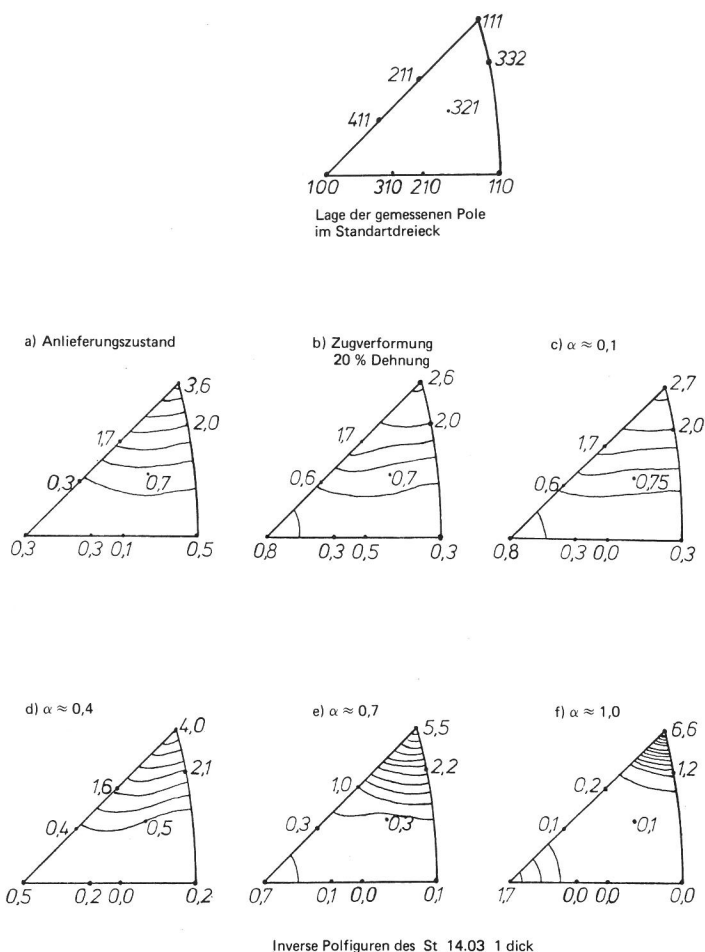 111
332
211
321
411
100 310 210 110
Lage der gemessenen Pole
im Standartdreieck
a) Anlieferungszustand
3,6
2,0
1,7
0,3 0,7
0,3 0,3 0,1 0,5
b) Zugverformung
20 % Dehnung
2,6
2,0
1,7
0,6 0,7
0,8 0,3 0,5 0,3
c) α ≈ 0,1
2,7
2,0
1,7
0,6 0,75
0,8 0,3 0,0 0,3
d) α ≈ 0,4
4,0
2,1
1,6
0,4 0,5
0,5 0,2 0,0 0,2
e) α ≈ 0,7
5,5
2,2
1,0
0,3 0,3
0,7 0,1 0,0 0,1
f) α ≈ 1,0
6,6
1,2
0,2
0,1 0,1
1,7 0,0 0,0 0,0
Inverse Polfiguren des St 14.03 1 dick